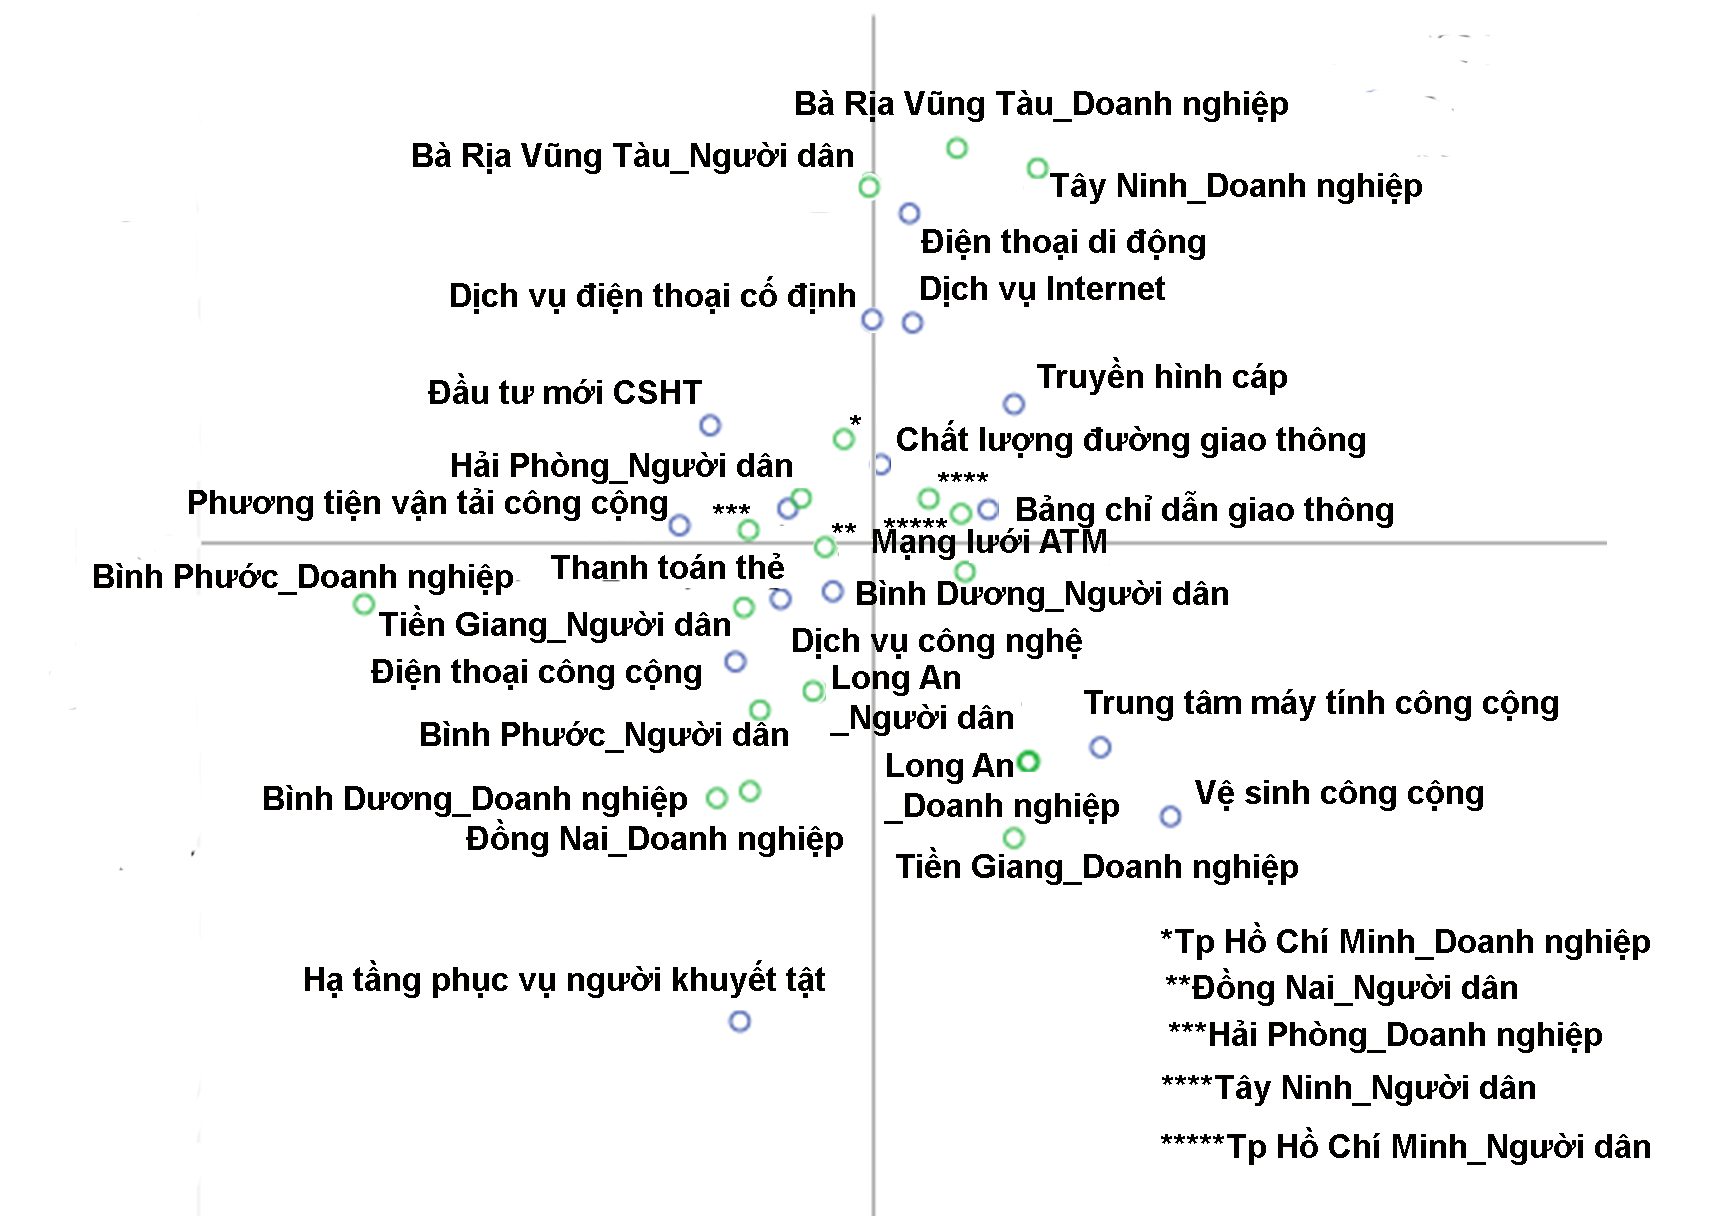 Bà Rịa Vũng Tàu_Doanh nghiệp
Bà Rịa Vũng Tàu_Người dân
Tây Ninh_Doanh nghiệp
Điện thoại di động
Dịch vụ điện thoại cố định
Dịch vụ Internet
Truyền hình cáp
Đầu tư mới CSHT
*
Chất lượng đường giao thông
Hải Phòng_Người dân
****
Phương tiện vận tải công cộng
***
Bảng chỉ dẫn giao thông
**
*****
Mạng lưới ATM
Thanh toán thẻ
Bình Phước_Doanh nghiệp
Bình Dương_Người dân
Tiền Giang_Người dân
Dịch vụ công nghệ
Điện thoại công cộng
Long An
_Người dân
Trung tâm máy tính công cộng
Bình Phước_Người dân
Long An
_Doanh nghiệp
Vệ sinh công cộng
Bình Dương_Doanh nghiệp
Đồng Nai_Doanh nghiệp
Tiền Giang_Doanh nghiệp
*Tp Hồ Chí Minh_Doanh nghiệp
Hạ tầng phục vụ người khuyết tật
**Đồng Nai_Người dân
***Hải Phòng_Doanh nghiệp
****Tây Ninh_Người dân
*****Tp Hồ Chí Minh_Người dân